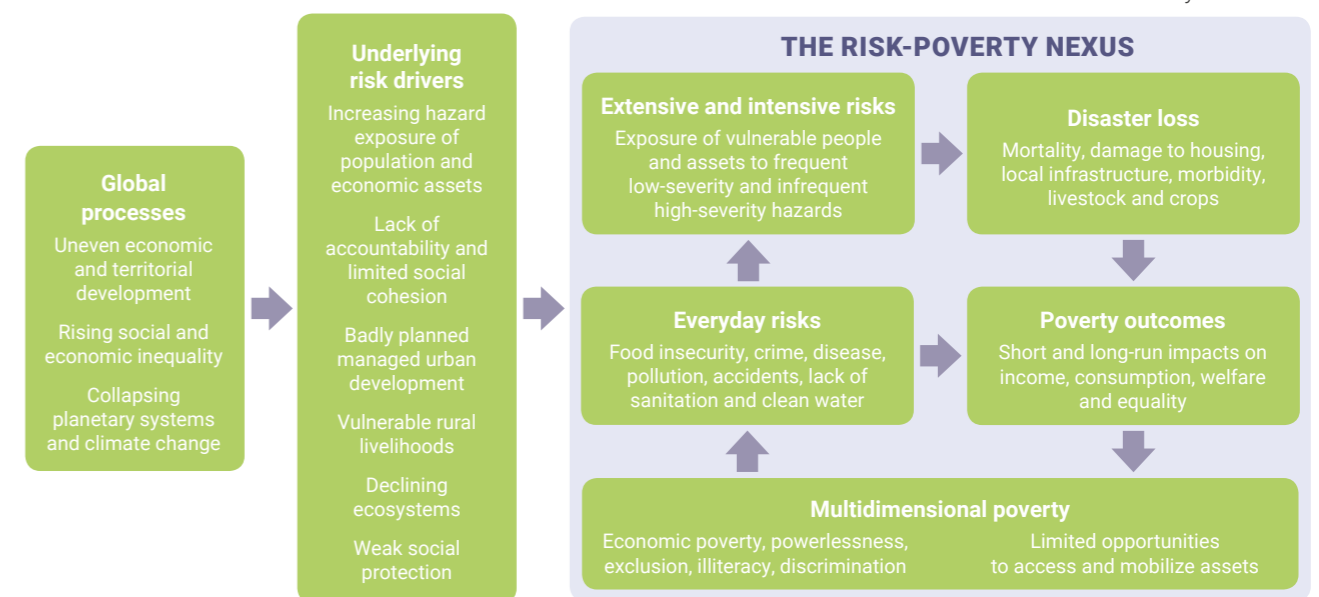 THE RISK-POVERTY NEXUS
Global
processes
Uneven economic
and territorial
development
Rising social and
economic inequality
Collapsing
planetary systems
and climate change
Underlying
risk drivers
Increasing hazard
exposure of
population and
economic assets
Lack of
accountability and
limited social
cohesion
Badly planned
managed urban
development
Vulnerable rural
livelihoods
Declining
ecosystems
Weak social
protection
Extensive and intensive risks
Exposure of vulnerable people
and assets to frequent
low-severity and infrequent
high-severity hazards
Disaster loss
Mortality, damage to housing,
local infrastructure, morbidity,
livestock and crops
Everyday risks
Food insecurity, crime, disease,
pollution, accidents, lack of
sanitation and clean water
Poverty outcomes
Short and long-run impacts on
income, consumption, welfare
and equality
Multidimensional poverty
Economic poverty, powerlessness,
exclusion, illiteracy, discrimination
Limited opportunities
to access and mobilize assets